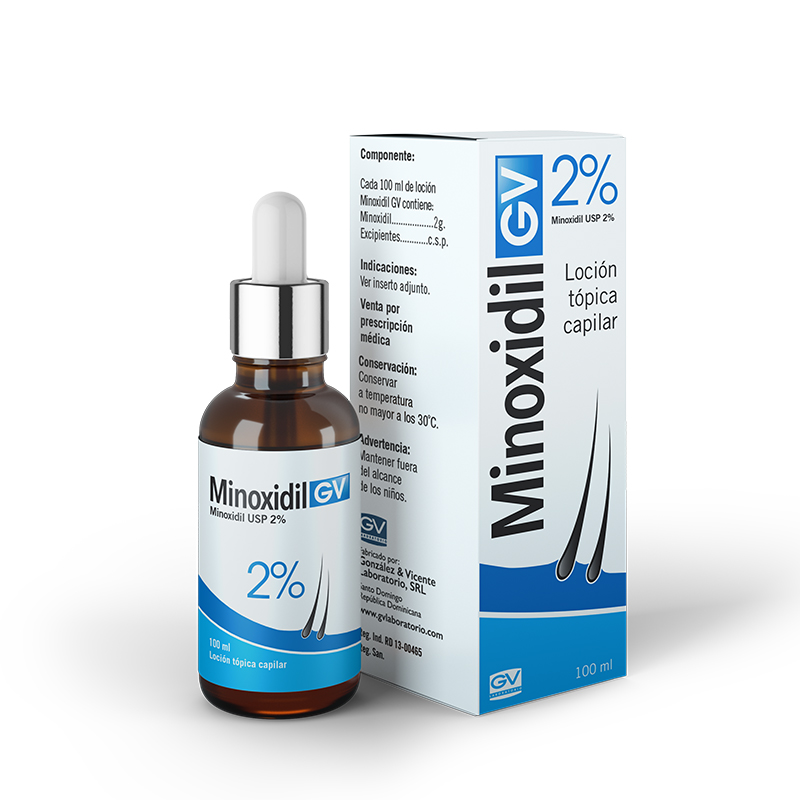 Minoxidil GV
Minoxidil USP 2%
2%
100 ml
Loción tópica capilar
Componente:
Cada 100 ml de loción
Minoxidil GV contiene:
Minoxidil.................2g.
Excipientes...........c.s.p.
Indicaciones:
Ver inserto adjunto.
Venta por
prescripción
médica
Conservación:
Conservar
a temperatura
no mayor a los 30°C.
Advertencia:
Mantener fuera
del alcance
de los niños.
GV
LABORATORIO
Fabricado por:
González & Vicente
Laboratorio, SRL
Santo Domingo
República Dominicana
www.gvlaboratorio.com
Reg. Ind. RD 13-00465
Reg. San.
Minoxidil GV
2%
Minoxidil USP 2%
Loción
tópica
capilar
GV
LABORATORIO
100 ml